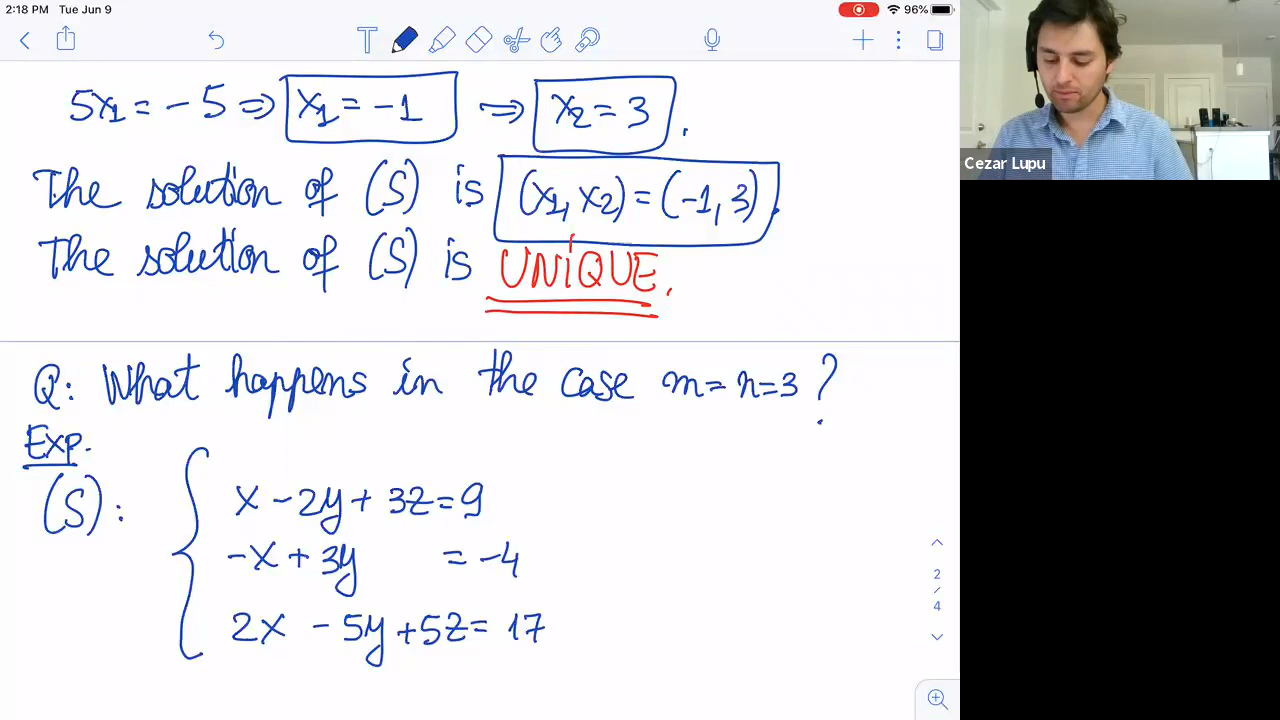 2:18 PM Tue Jun 9
96%
5x₁ = -5 ⇒ x₁ = -1 ⇒ x₂ = 3.
The solution of (S) is (x₁, x₂) = (-1, 3).
The solution of (S) is UNiQUE.
Q: What happens in the case m = n = 3?
Exp.
(S):
x - 2y + 3z = 9
-x + 3y = -4
2x - 5y + 5z = 17
Cezar Lupu
2
/
4